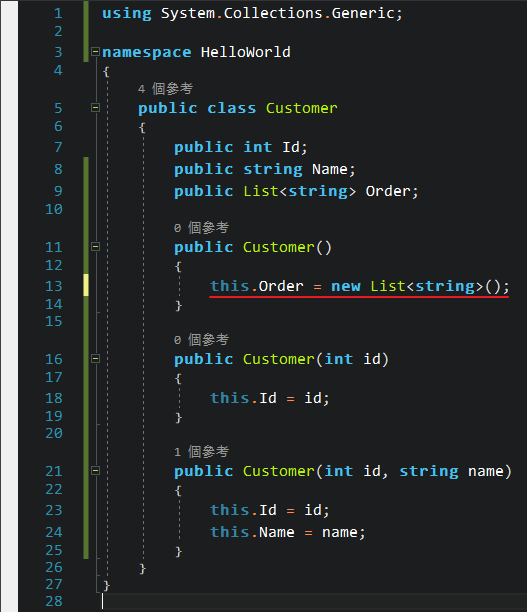 1 using System.Collections.Generic;
2
3 namespace HelloWorld
4 {
4 個參考
5 public class Customer
6 {
7 public int Id;
8 public string Name;
9 public List<string> Order;
10
0 個參考
11 public Customer()
12 {
13 this.Order = new List<string>();
14 }
15
0 個參考
16 public Customer(int id)
17 {
18 this.Id = id;
19 }
20
1 個參考
21 public Customer(int id, string name)
22 {
23 this.Id = id;
24 this.Name = name;
25 }
26 }
27 }
28